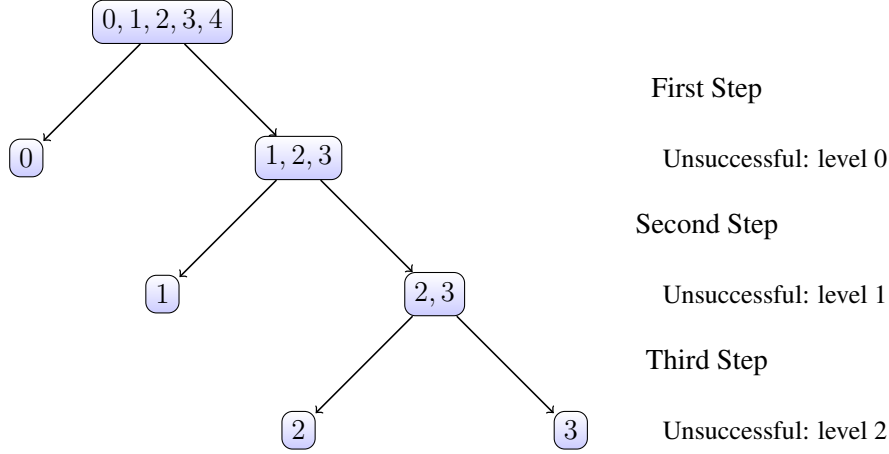 0, 1, 2, 3, 4
First Step
0
1, 2, 3
Unsuccessful: level 0
Second Step
1
2, 3
Unsuccessful: level 1
Third Step
2
3
Unsuccessful: level 2